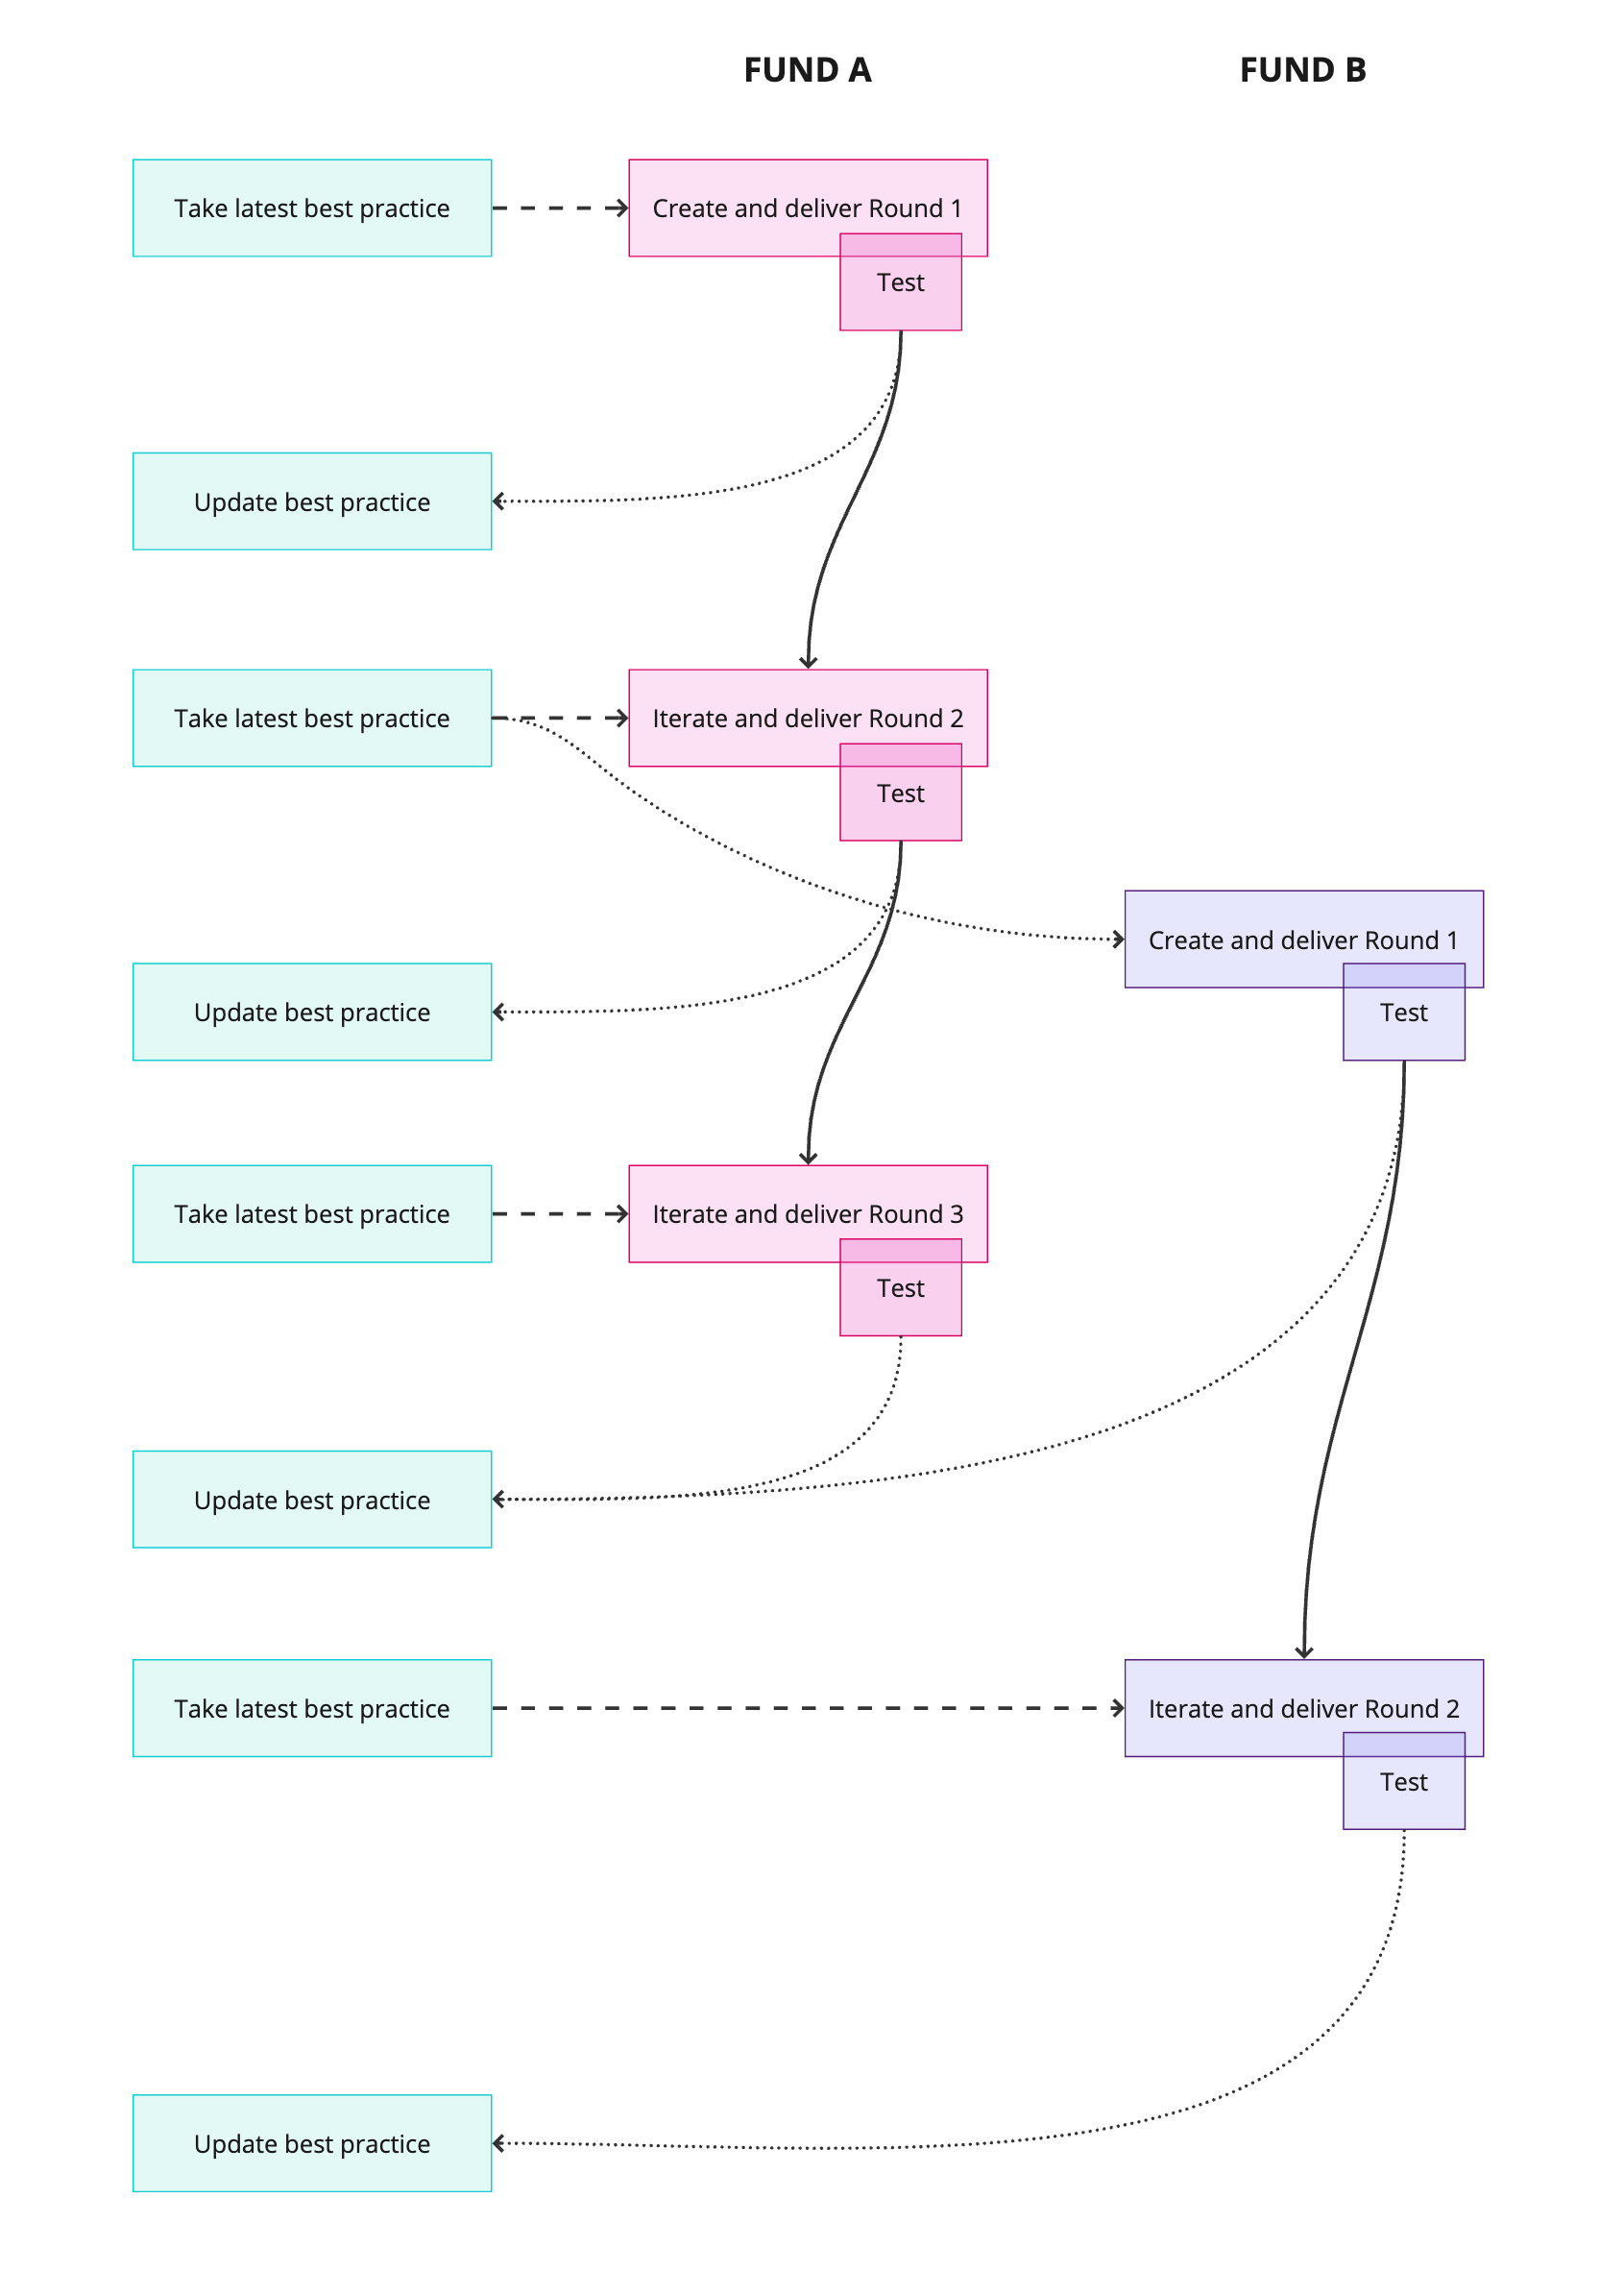 FUND A
FUND B
Take latest best practice
Create and deliver Round 1
Test
Update best practice
Take latest best practice
Iterate and deliver Round 2
Test
Create and deliver Round 1
Update best practice
Test
Take latest best practice
Iterate and deliver Round 3
Test
Update best practice
Take latest best practice
Iterate and deliver Round 2
Test
Update best practice